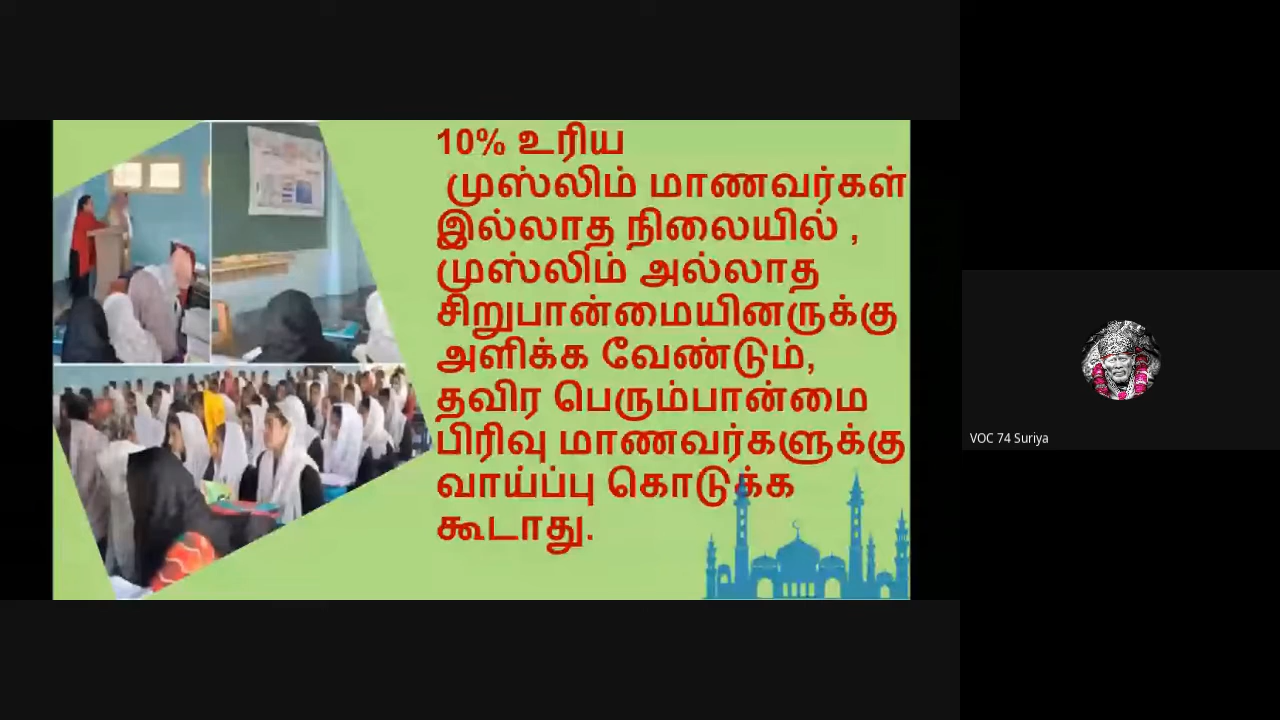 10% உரிய
முஸ்லிம் மாணவர்கள்
இல்லாத நிலையில் ,
முஸ்லிம் அல்லாத
சிறுபான்மையினருக்கு
அளிக்க வேண்டும்,
தவிர பெரும்பான்மை
பிரிவு மாணவர்களுக்கு
வாய்ப்பு கொடுக்க
கூடாது.
VOC 74 Suriya